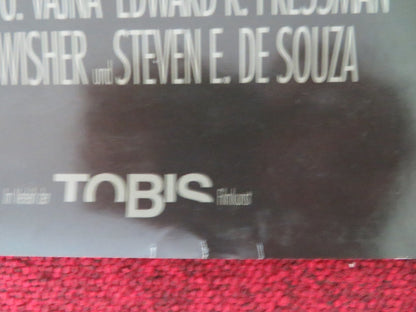 G. VAJNA EDWARD R. PRESSMAN
WISHER und STEVEN E. DE SOUZA
Im Verleih der TOBIS Filmkunst